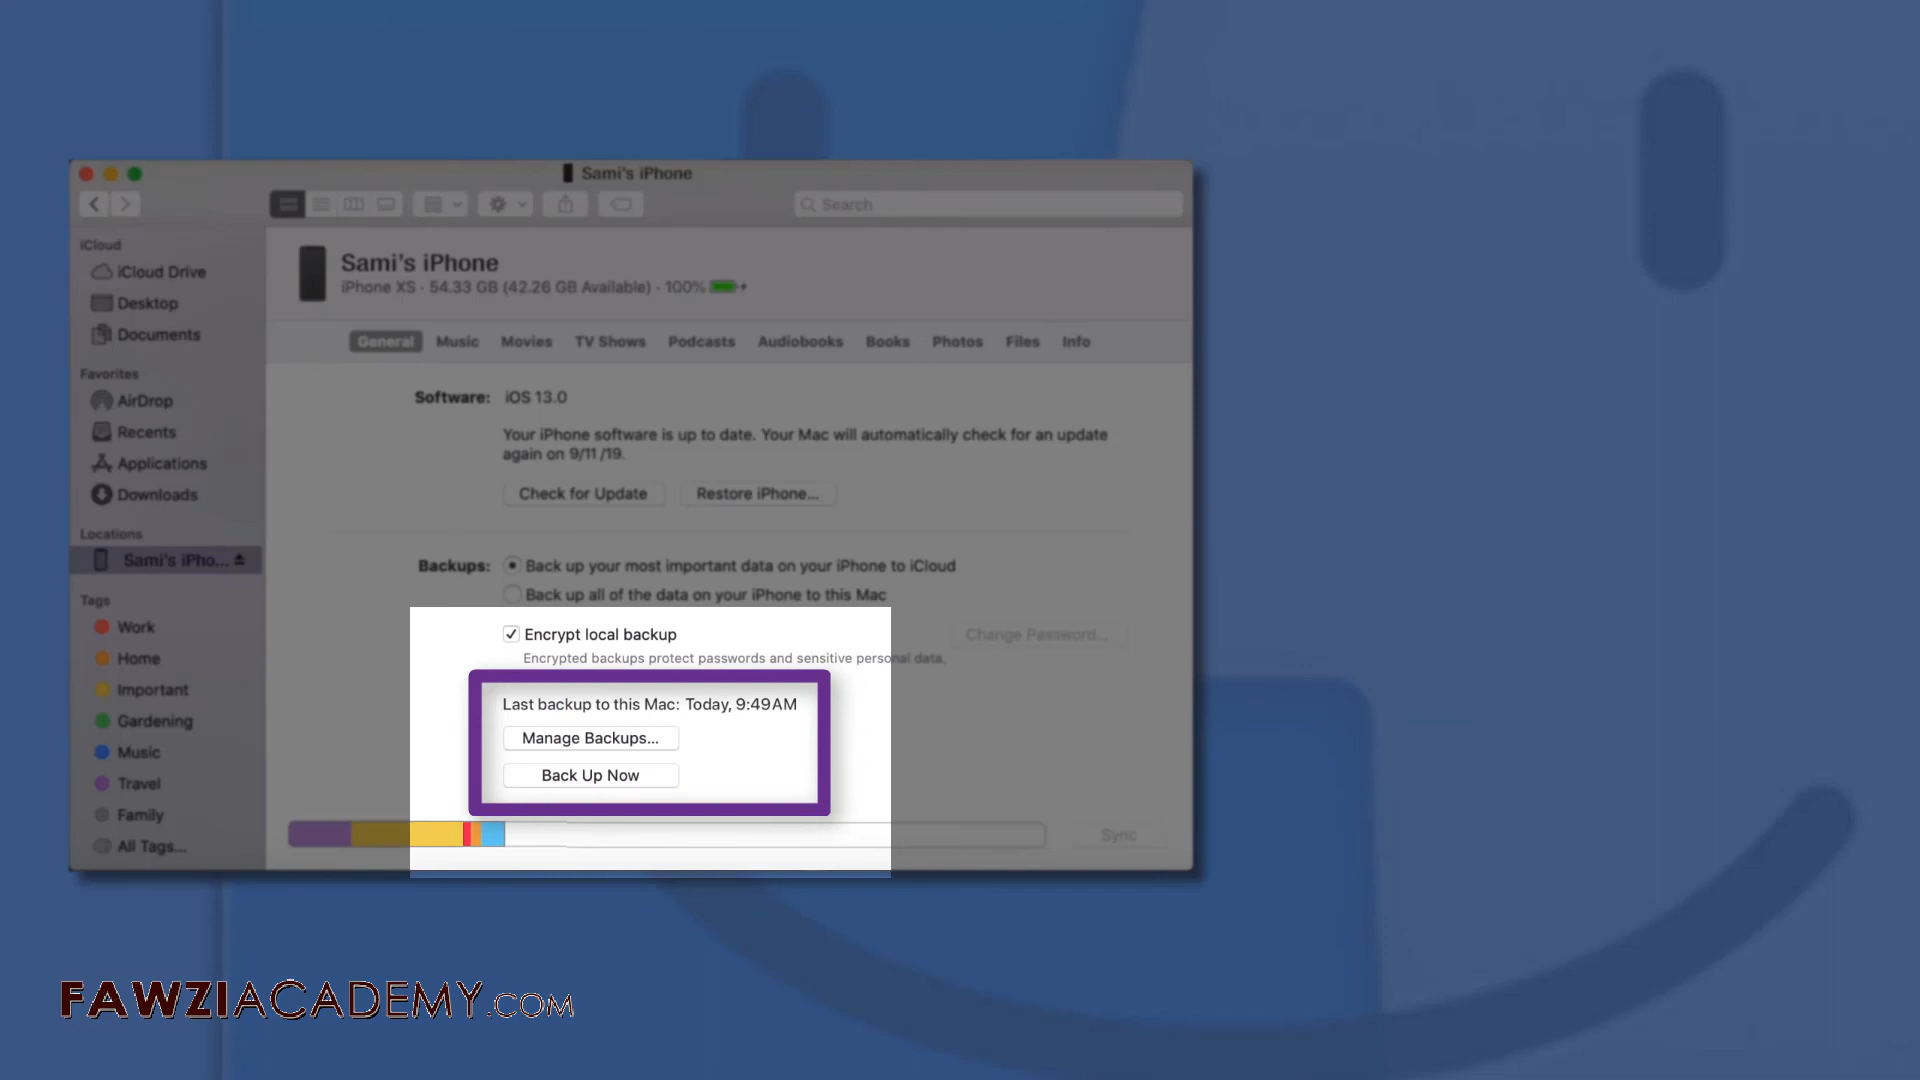 Sami's iPhone
Search
iCloud
iCloud Drive
Desktop
Documents
Favorites
AirDrop
Recents
Applications
Downloads
Locations
Sami's iPho...
Tags
Work
Home
Important
Gardening
Music
Travel
Family
All Tags...
Sami's iPhone
iPhone XS · 54.33 GB (42.26 GB Available) · 100%
General Music Movies TV Shows Podcasts Audiobooks Books Photos Files Info
Software: iOS 13.0
Your iPhone software is up to date. Your Mac will automatically check for an update
again on 9/11/19.
Check for Update Restore iPhone...
Backups: Back up your most important data on your iPhone to iCloud
Back up all of the data on your iPhone to this Mac
Encrypt local backup Change Password...
Encrypted backups protect passwords and sensitive personal data.
Last backup to this Mac: Today, 9:49AM
Manage Backups...
Back Up Now
Sync
FAWZIACADEMY.COM